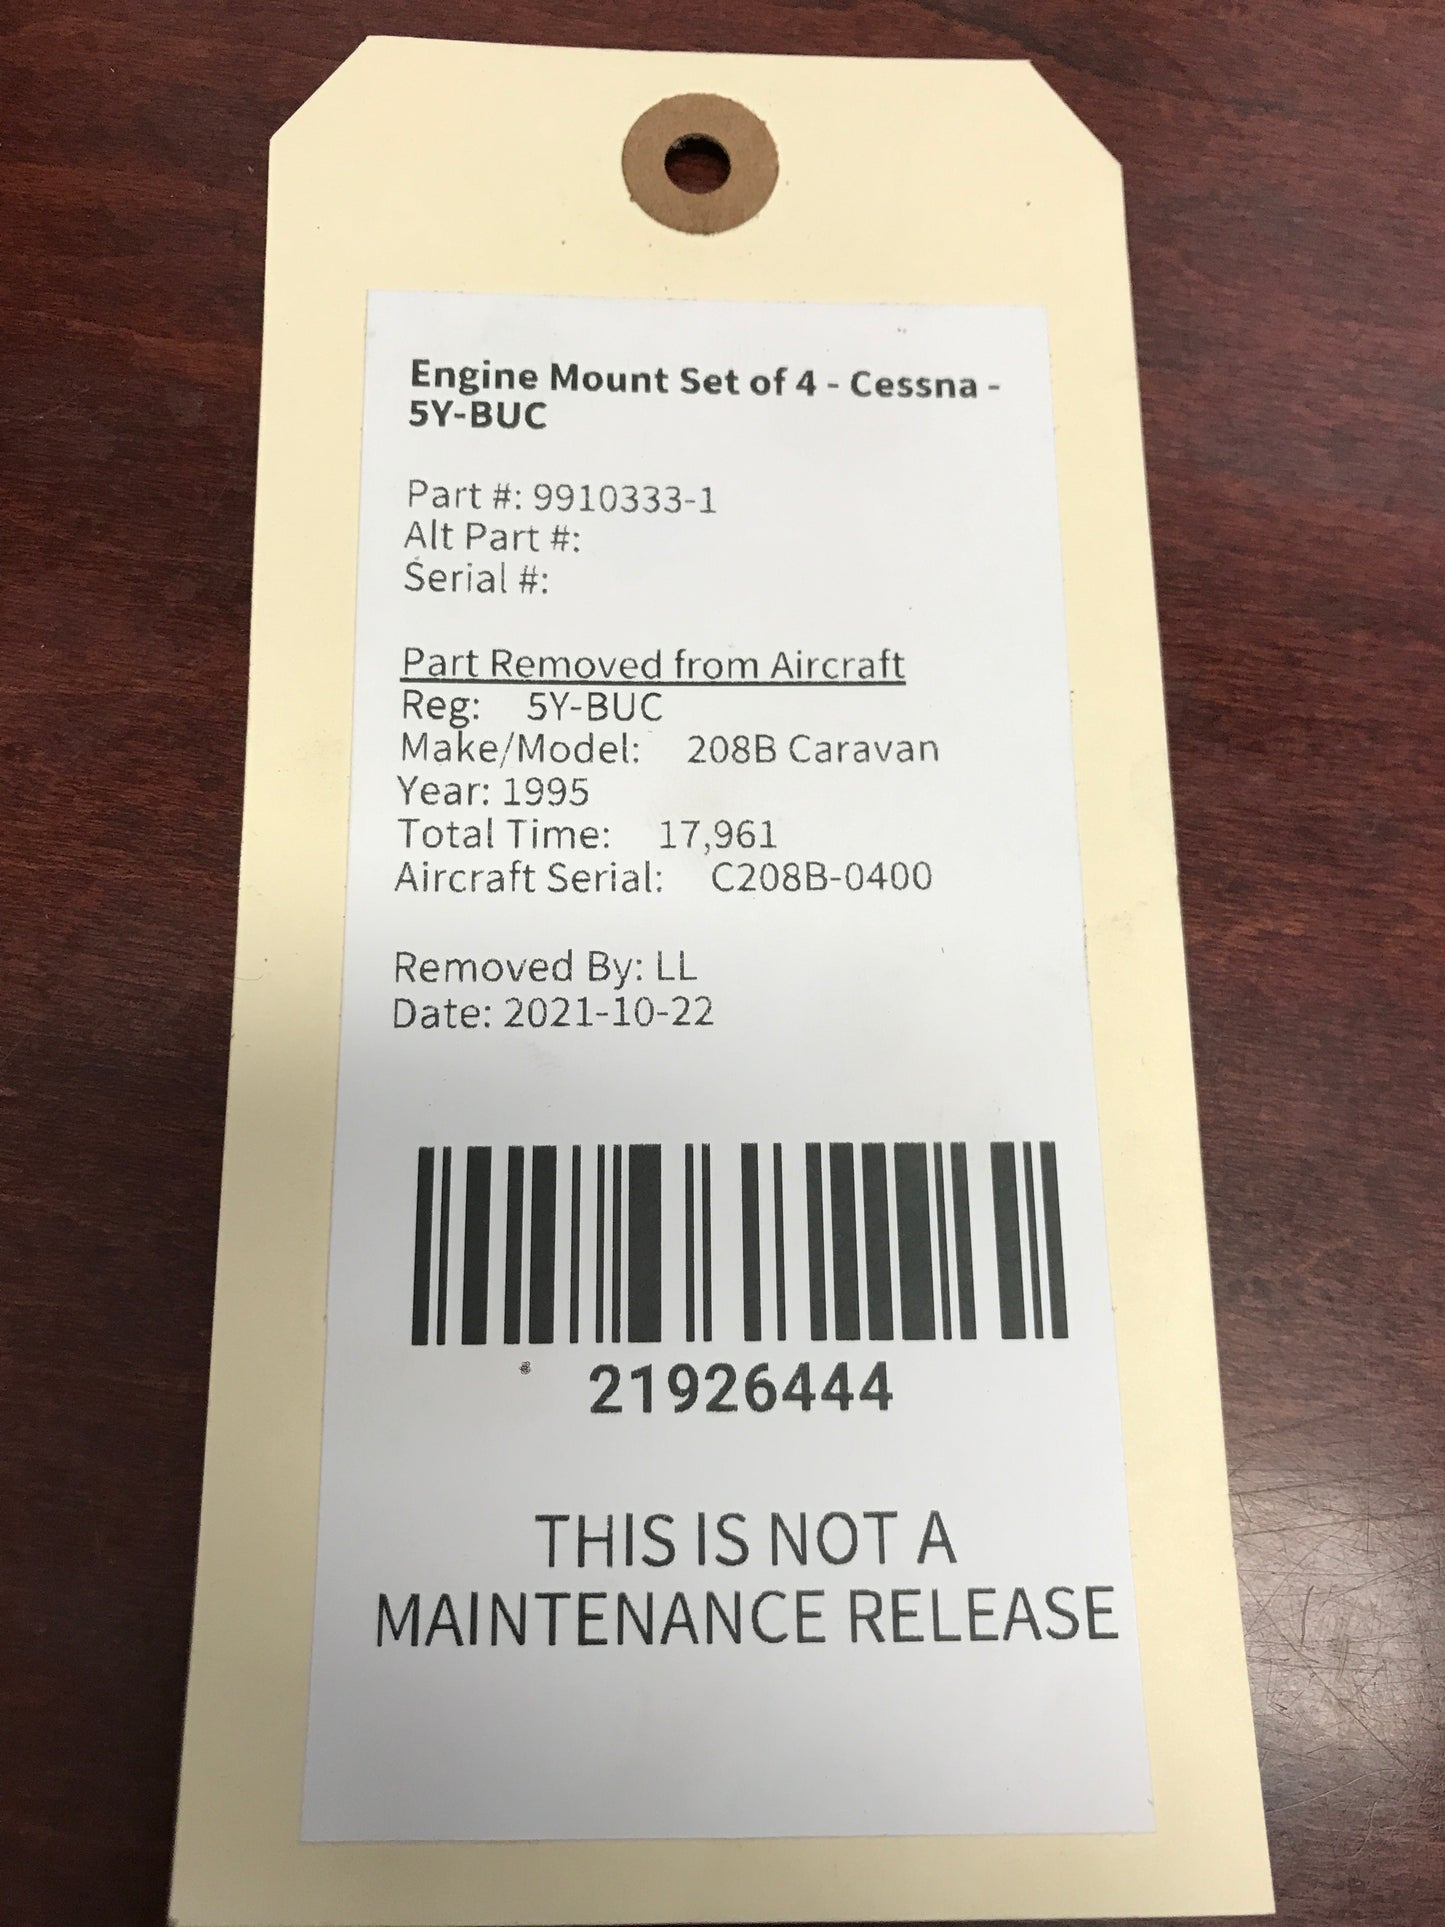 Engine Mount Set of 4 - Cessna -
5Y-BUC
Part #: 9910333-1
Alt Part #:
Serial #:
Part Removed from Aircraft
Reg: 5Y-BUC
Make/Model: 208B Caravan
Year: 1995
Total Time: 17,961
Aircraft Serial: C208B-0400
Removed By: LL
Date: 2021-10-22
21926444
THIS IS NOT A
MAINTENANCE RELEASE